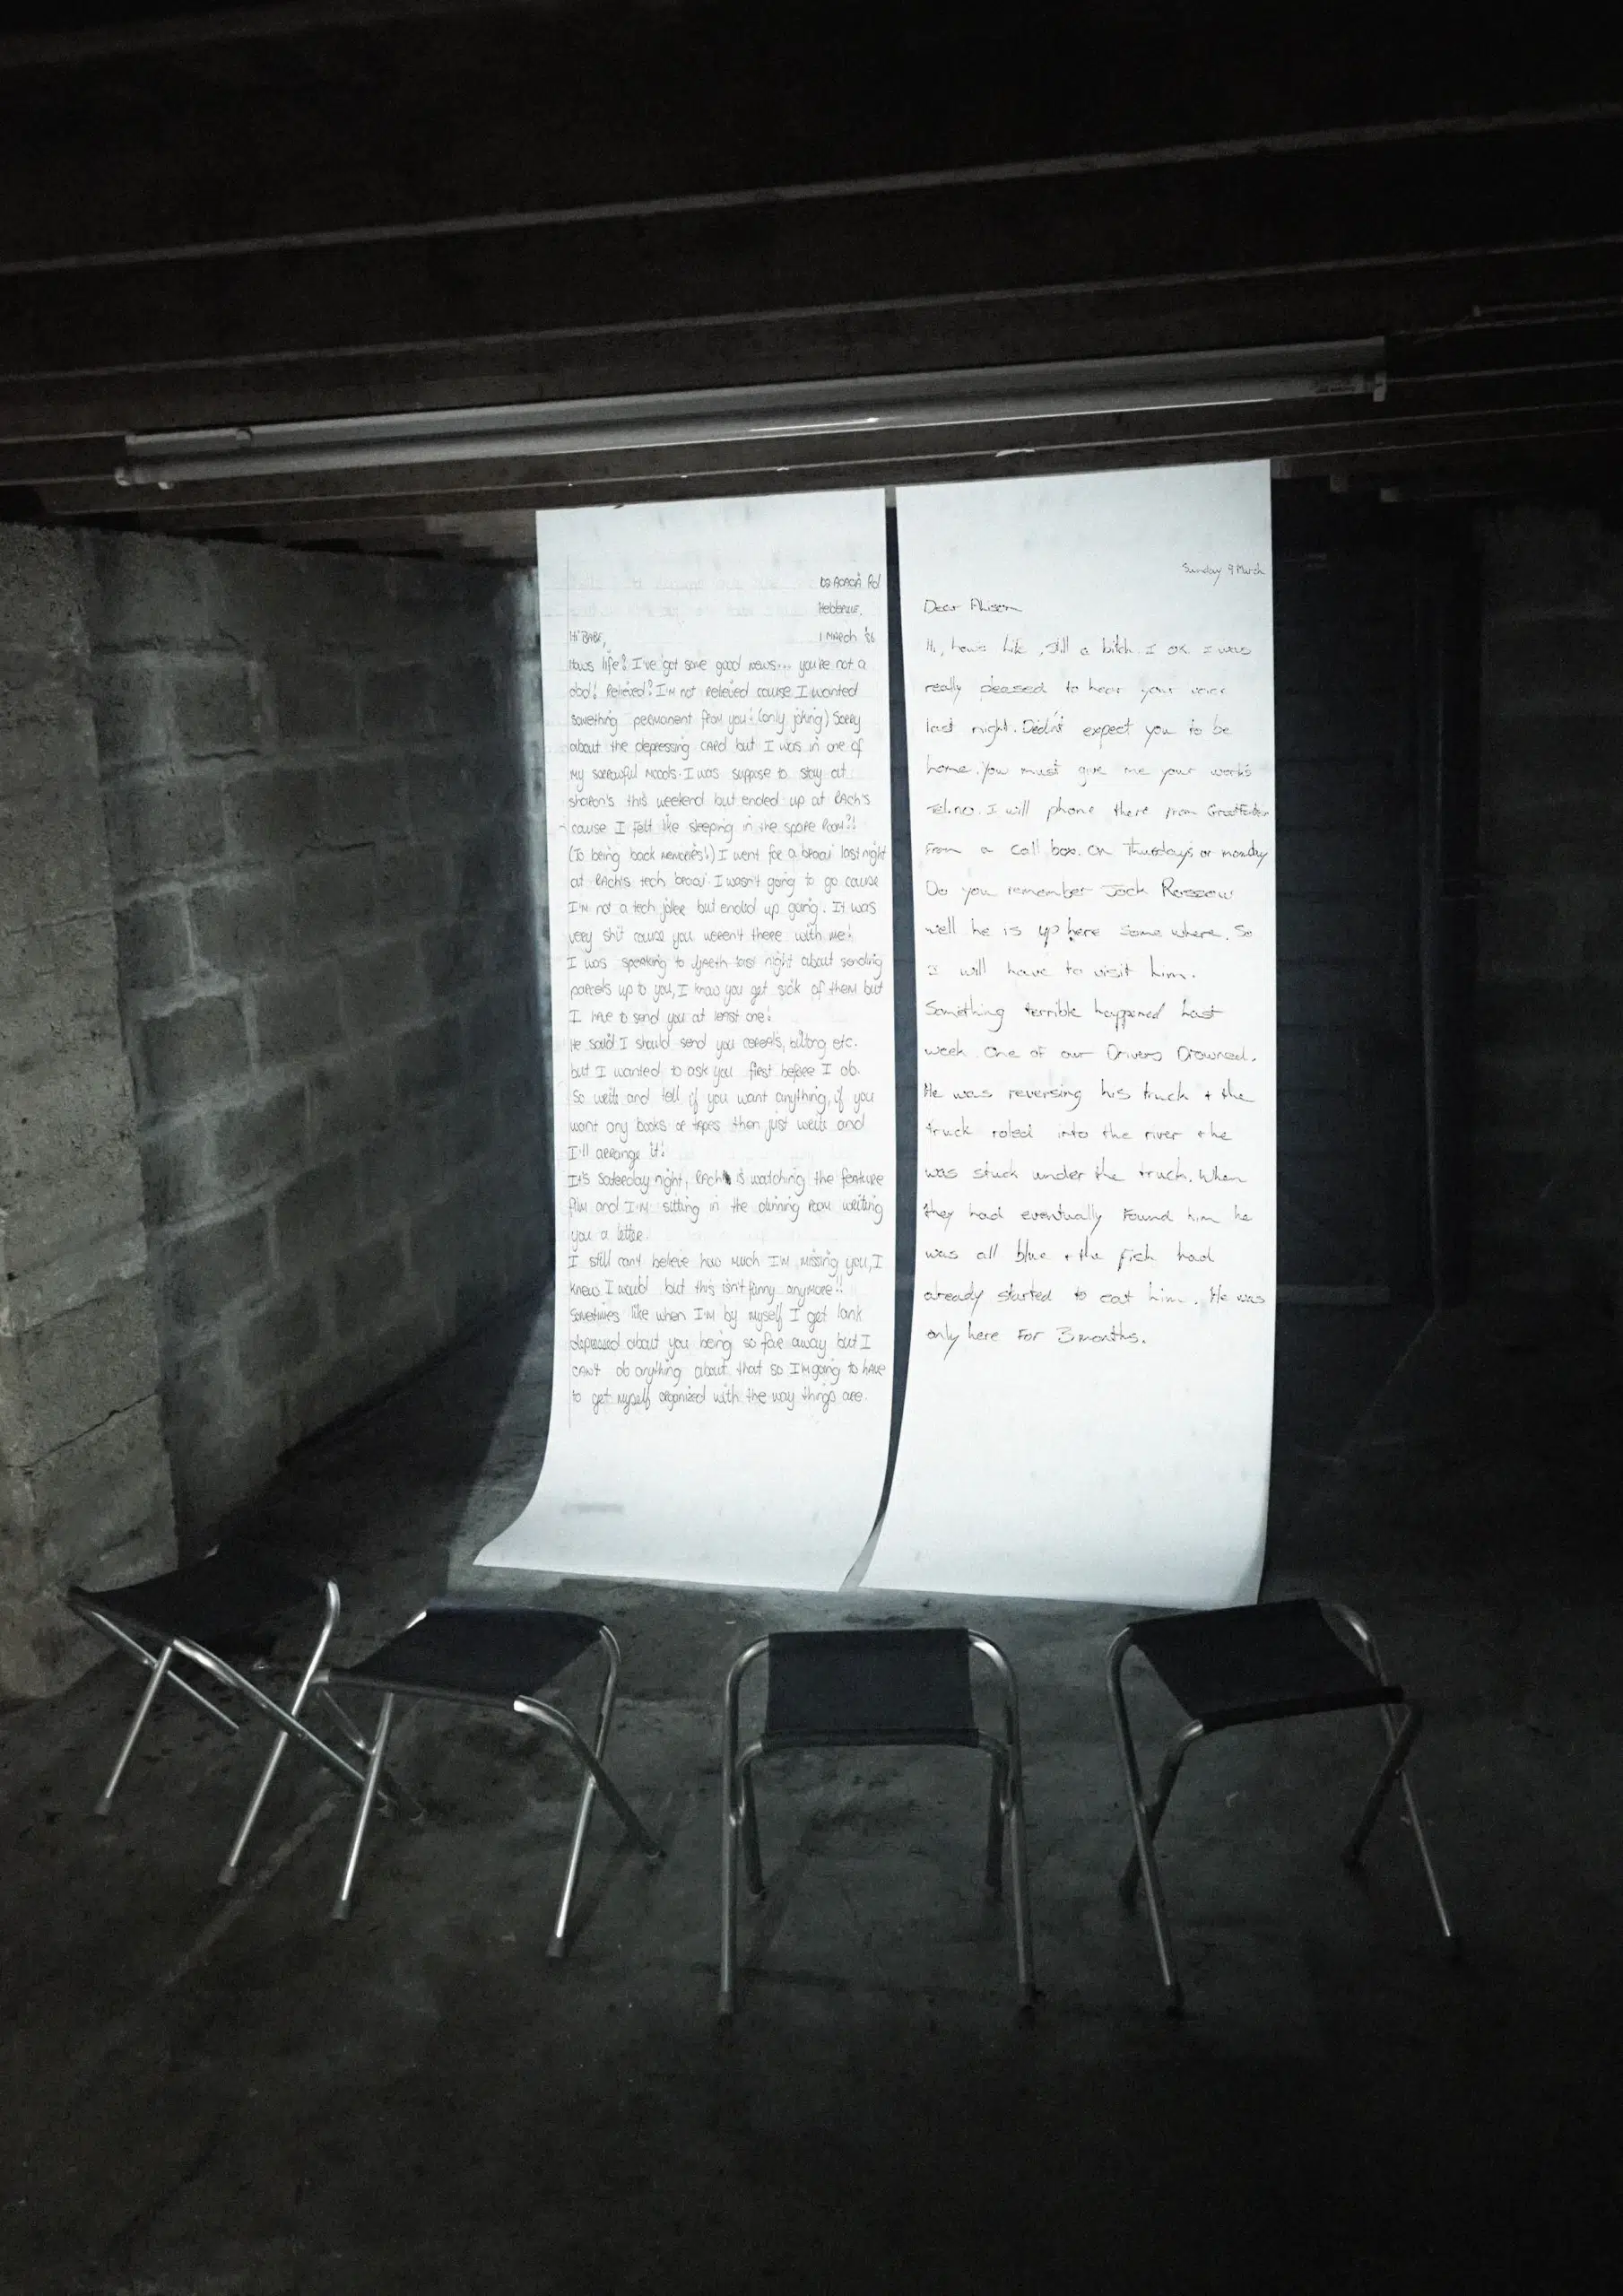 Rd
1 March '86
Hi BABE,
Hows life? I've got some good news... you're not a
dad! Relieved? I'm not relieved cause I wanted
something permanent from you! (only joking) Sorry
about the depressing card but I was in one of
my sorrowful moods. I was suppose to stay at
sharon's this weekend but ended up at RAch's
cause I felt like sleeping in the spare room?!
(To bring back memories!) I went for a braai last night
at RAch's tech braai. I wasn't going to go cause
I'm not a tech joller but ended up going. It was
very shit cause you weren't there with me!
I was speaking to last night about sending
parcels up to you, I know you get sick of them but
I have to send you at least one!
He said I should send you cereals, biltong etc.
but I wanted to ask you first before I do.
So write and tell if you want anything, if you
want any books or tapes then just write and
I'll arrange it!
It's Saterday night, RAch is watching the feature
film and I'm sitting in the dinning room writing
you a letter.
I still can't believe how much I'm missing you, I
knew I would but this isn't funny anymore!!
Sometimes like when I'm by myself I get lank
depressed about you being so far away but I
can't do anything about that so I'm going to have
to get myself organized with the way things are.
Sunday 9 March
Dear Alison
Hi, hows life, still a bitch. I ok. I was
really pleased to hear your voice
last night. Didn't expect you to be
home. You must give me your work's
Tel.no. I will phone there from Grootfontein
From a call box. On Thursdays or monday
Do you remember Jack
well he is up here some where. So
I will have to visit him.
Something terrible happened last
week. One of our Drivers Drowned.
He was reversing his truck + the
truck roled into the river + he
was stuck under the truck. When
they had eventually Found him he
was all blue + the fish had
already started to eat him. He was
only here For 3 months.